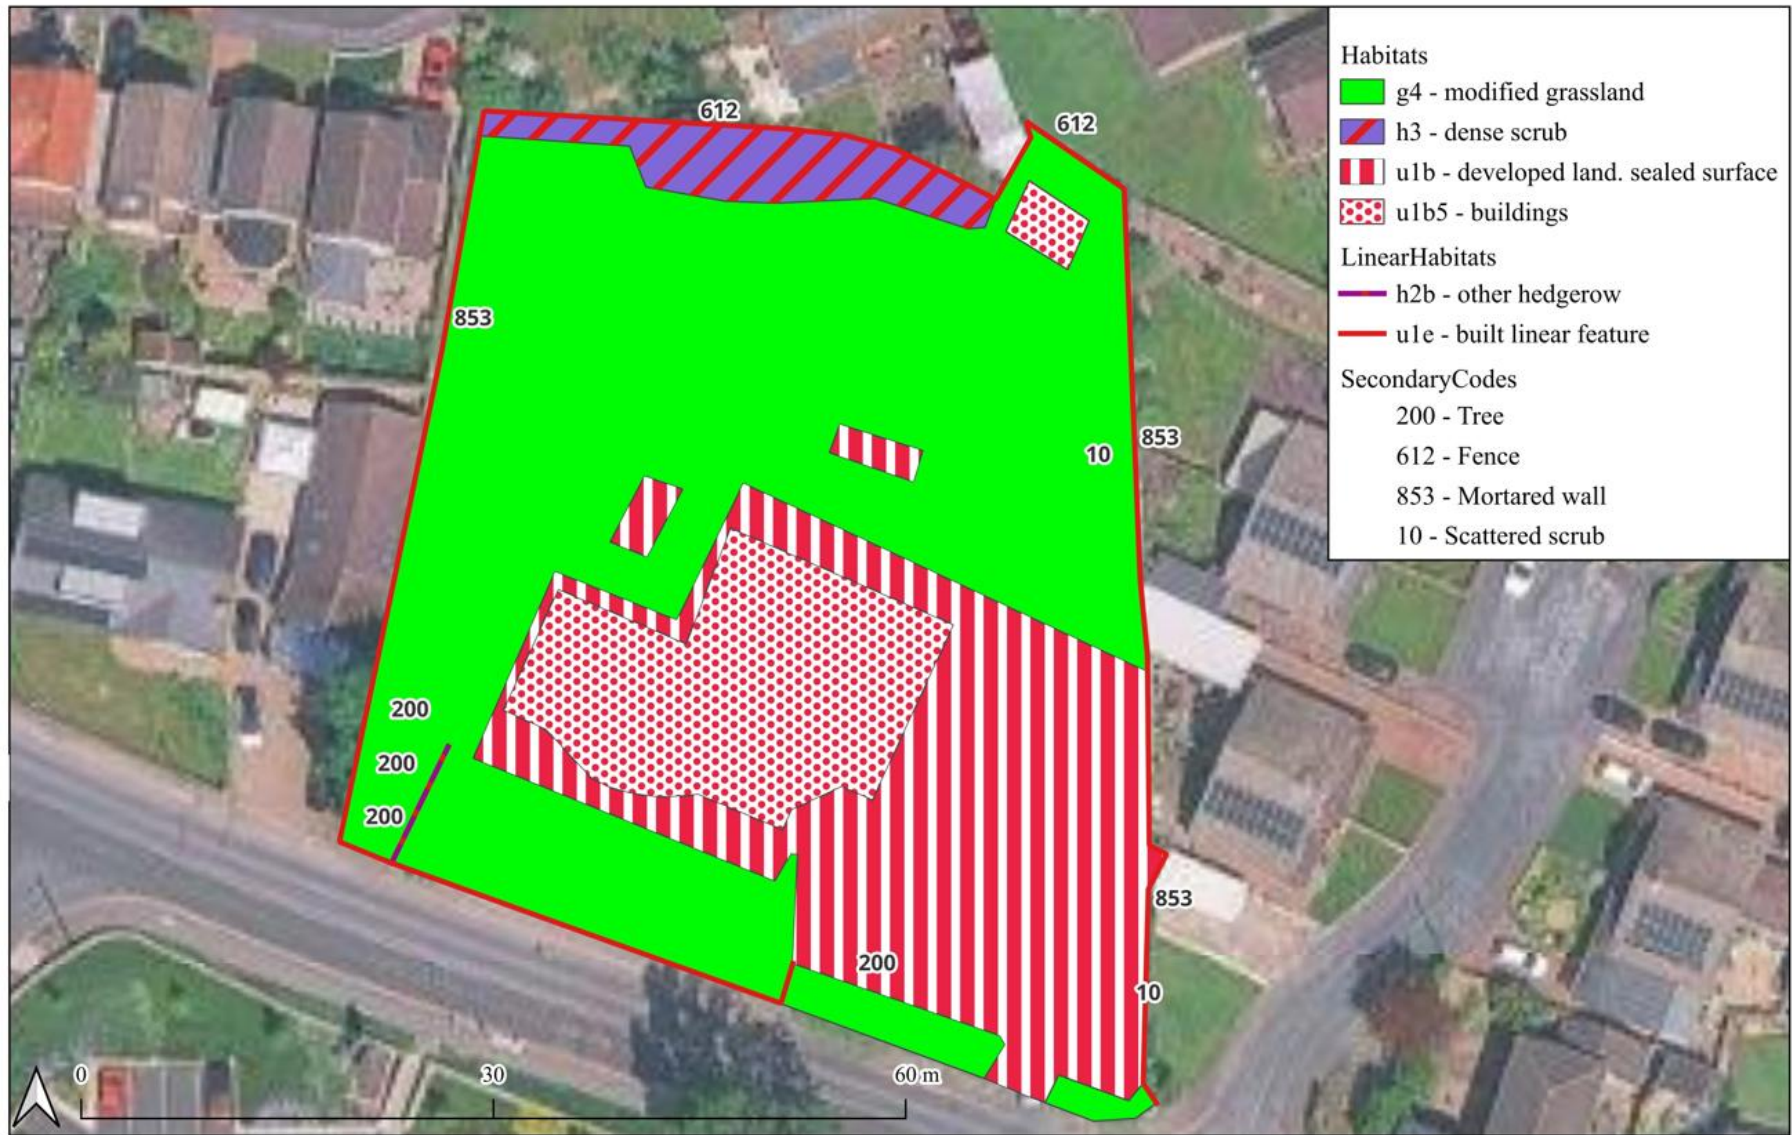 Habitats
g4 - modified grassland
h3 - dense scrub
u1b - developed land. sealed surface
u1b5 - buildings
LinearHabitats
h2b - other hedgerow
u1e - built linear feature
SecondaryCodes
200 - Tree
612 - Fence
853 - Mortared wall
10 - Scattered scrub
612
612
853
853
10
200
200
200
853
200
10
0
30
60 m